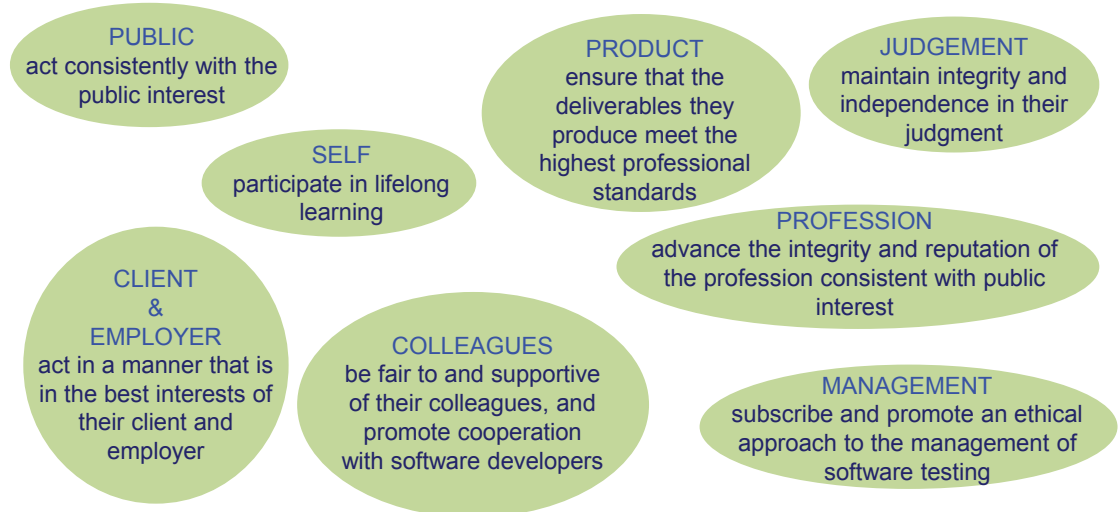 PUBLIC
act consistently with the
public interest
SELF
participate in lifelong
learning
PRODUCT
ensure that the
deliverables they
produce meet the
highest professional
standards
JUDGEMENT
maintain integrity and
independence in their
judgment
PROFESSION
advance the integrity and reputation of
the profession consistent with public
interest
CLIENT
&
EMPLOYER
act in a manner that is
in the best interests of
their client and
employer
COLLEAGUES
be fair to and supportive
of their colleagues, and
promote cooperation
with software developers
MANAGEMENT
subscribe and promote an ethical
approach to the management of
software testing